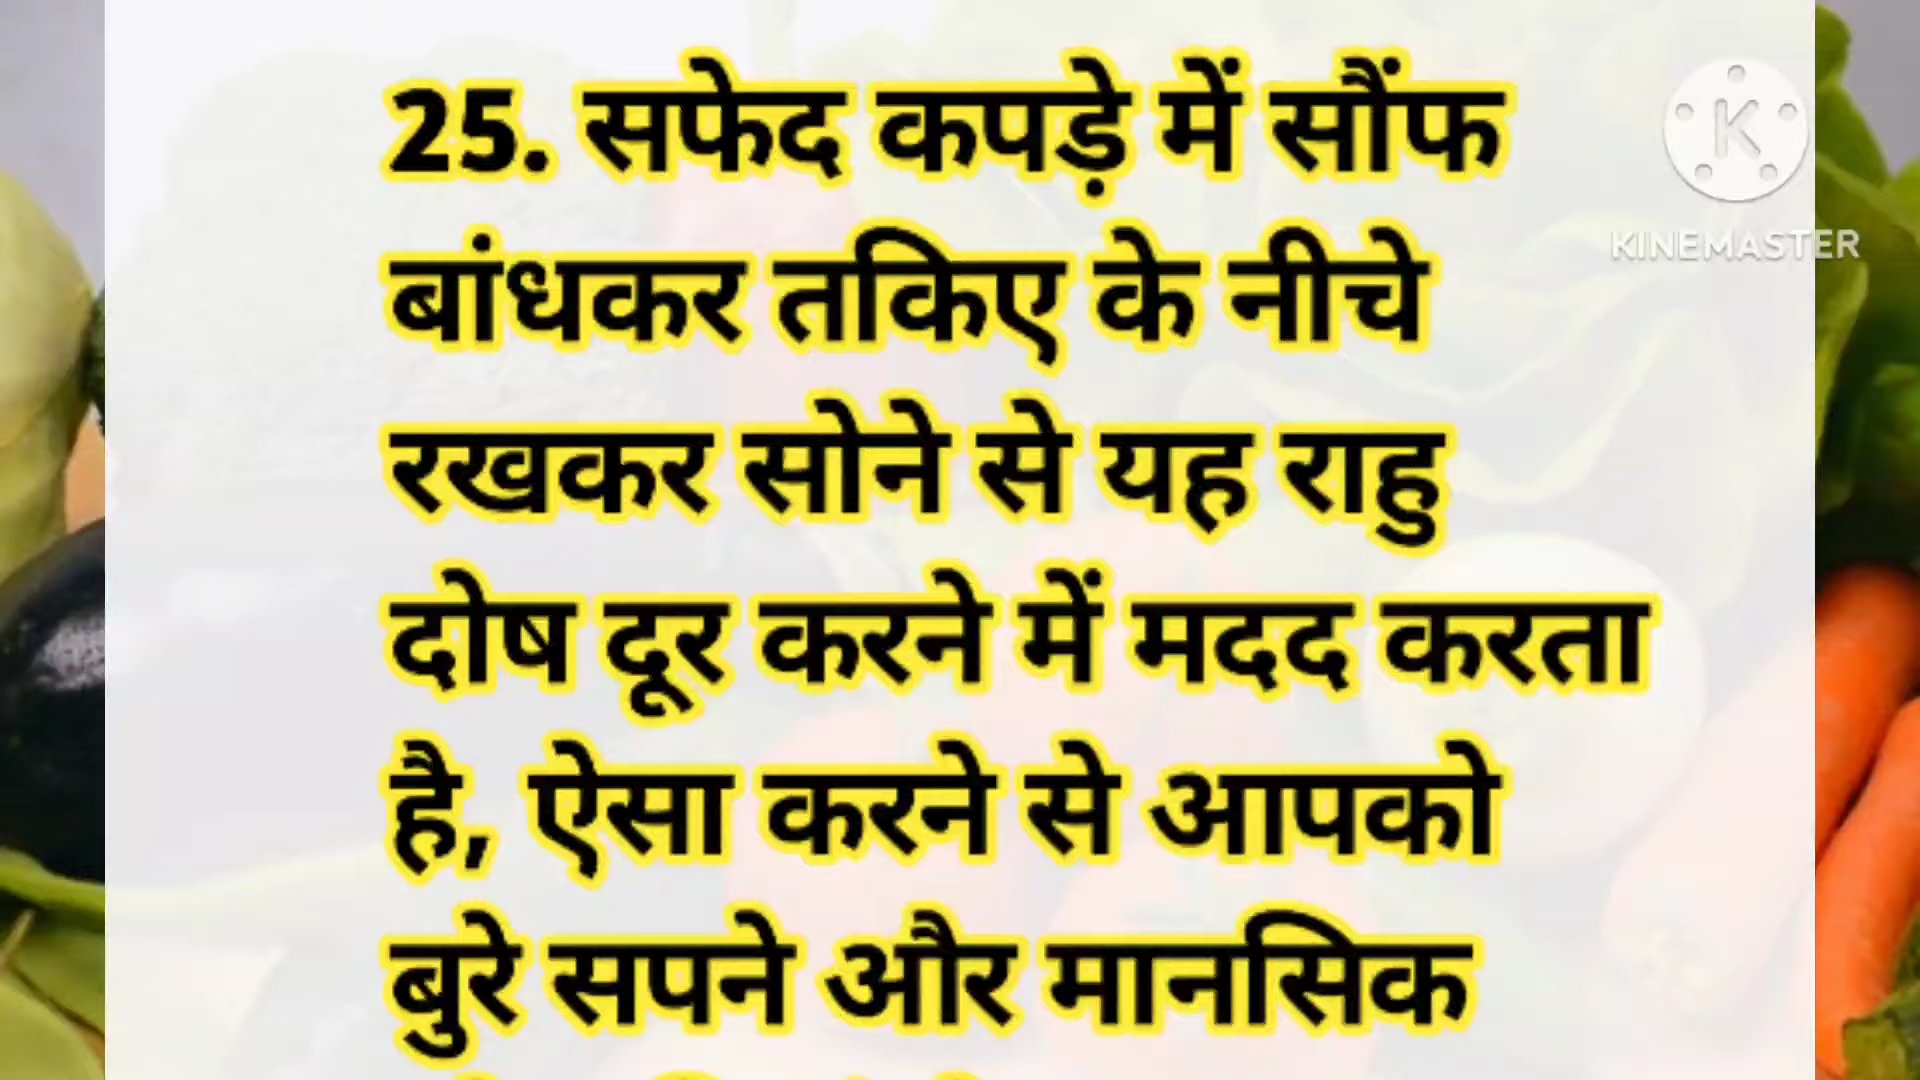 25. सफेद कपड़े में सौंफ
बांधकर तकिए के नीचे
रखकर सोने से यह राहु
दोष दूर करने में मदद करता
है, ऐसा करने से आपको
बुरे सपने और मानसिक
K
KINEMASTER